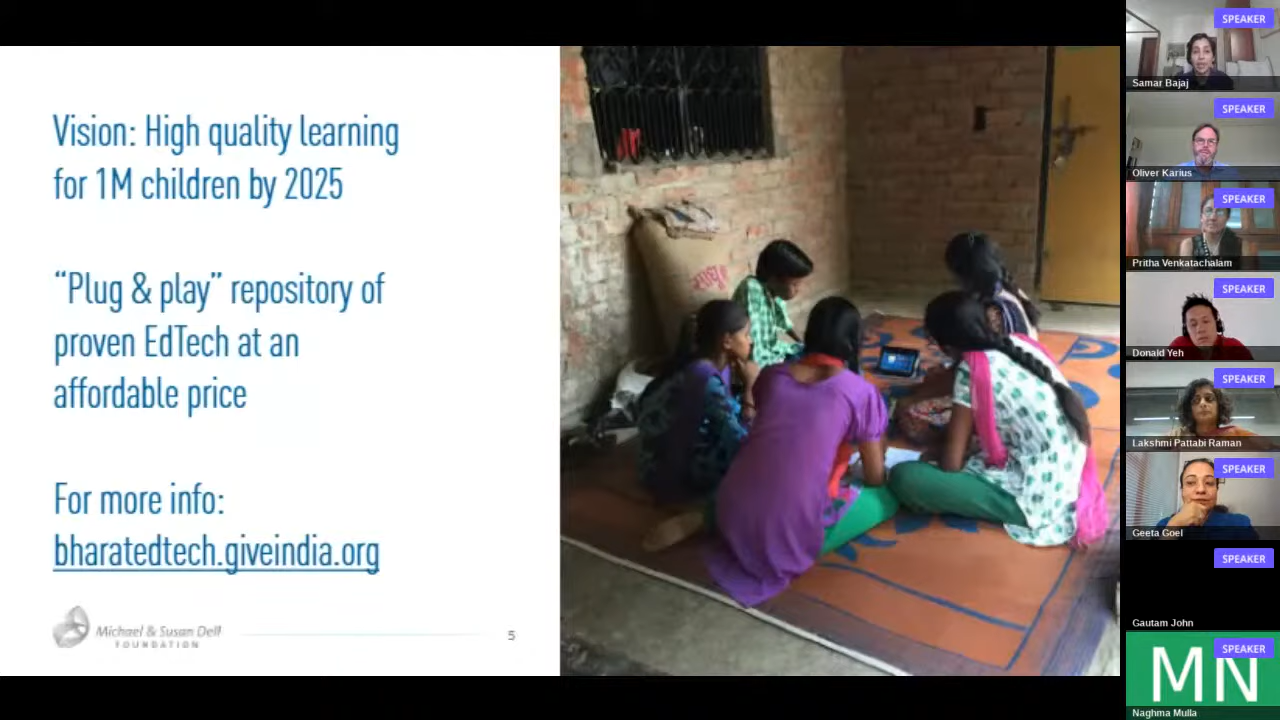 Vision: High quality learning
for 1M children by 2025
“Plug & play” repository of
proven EdTech at an
affordable price
For more info:
bharatedtech.giveindia.org
Michael & Susan Dell
FOUNDATION
5
SPEAKER
Samar Bajaj
SPEAKER
Oliver Karius
SPEAKER
Pritha Venkatachalam
SPEAKER
Donald Yeh
SPEAKER
Lakshmi Pattabi Raman
SPEAKER
Geeta Goel
SPEAKER
Gautam John
SPEAKER
MN
Naghma Mulla